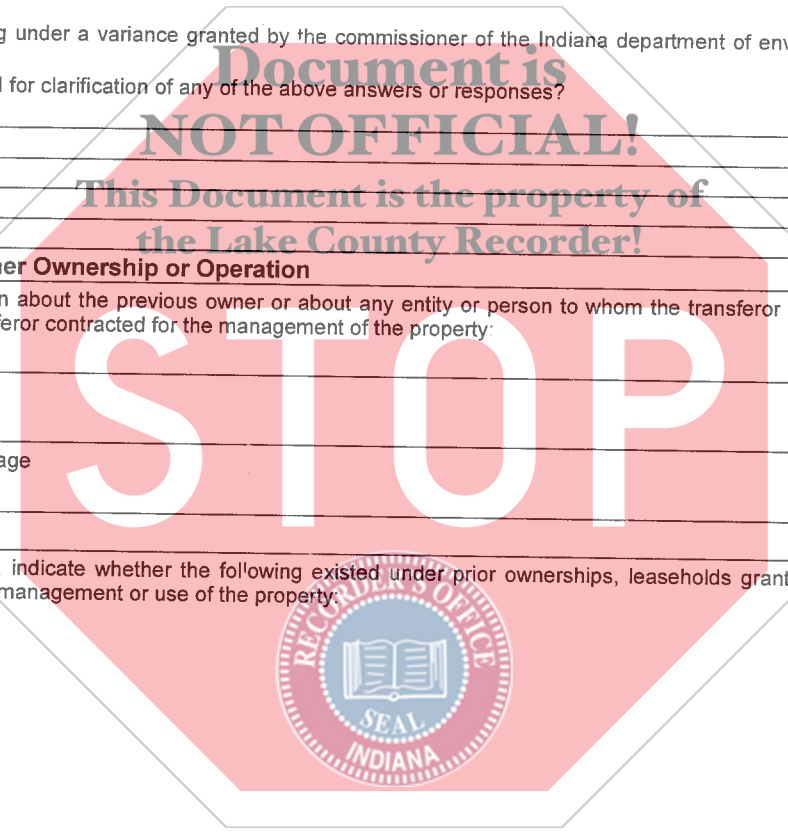 g under a variance granted by the commissioner of the Indiana department of env
Document is
l for clarification of any of the above answers or responses?
NOT OFFICIAL!
This Document is the property of
the Lake County Recorder!
er Ownership or Operation
n about the previous owner or about any entity or person to whom the transferor
feror contracted for the management of the property:
STOP
age
indicate whether the following existed under prior ownerships, leaseholds grant
management or use of the property:
RECORDER'S OFFICE
SEAL
INDIANA